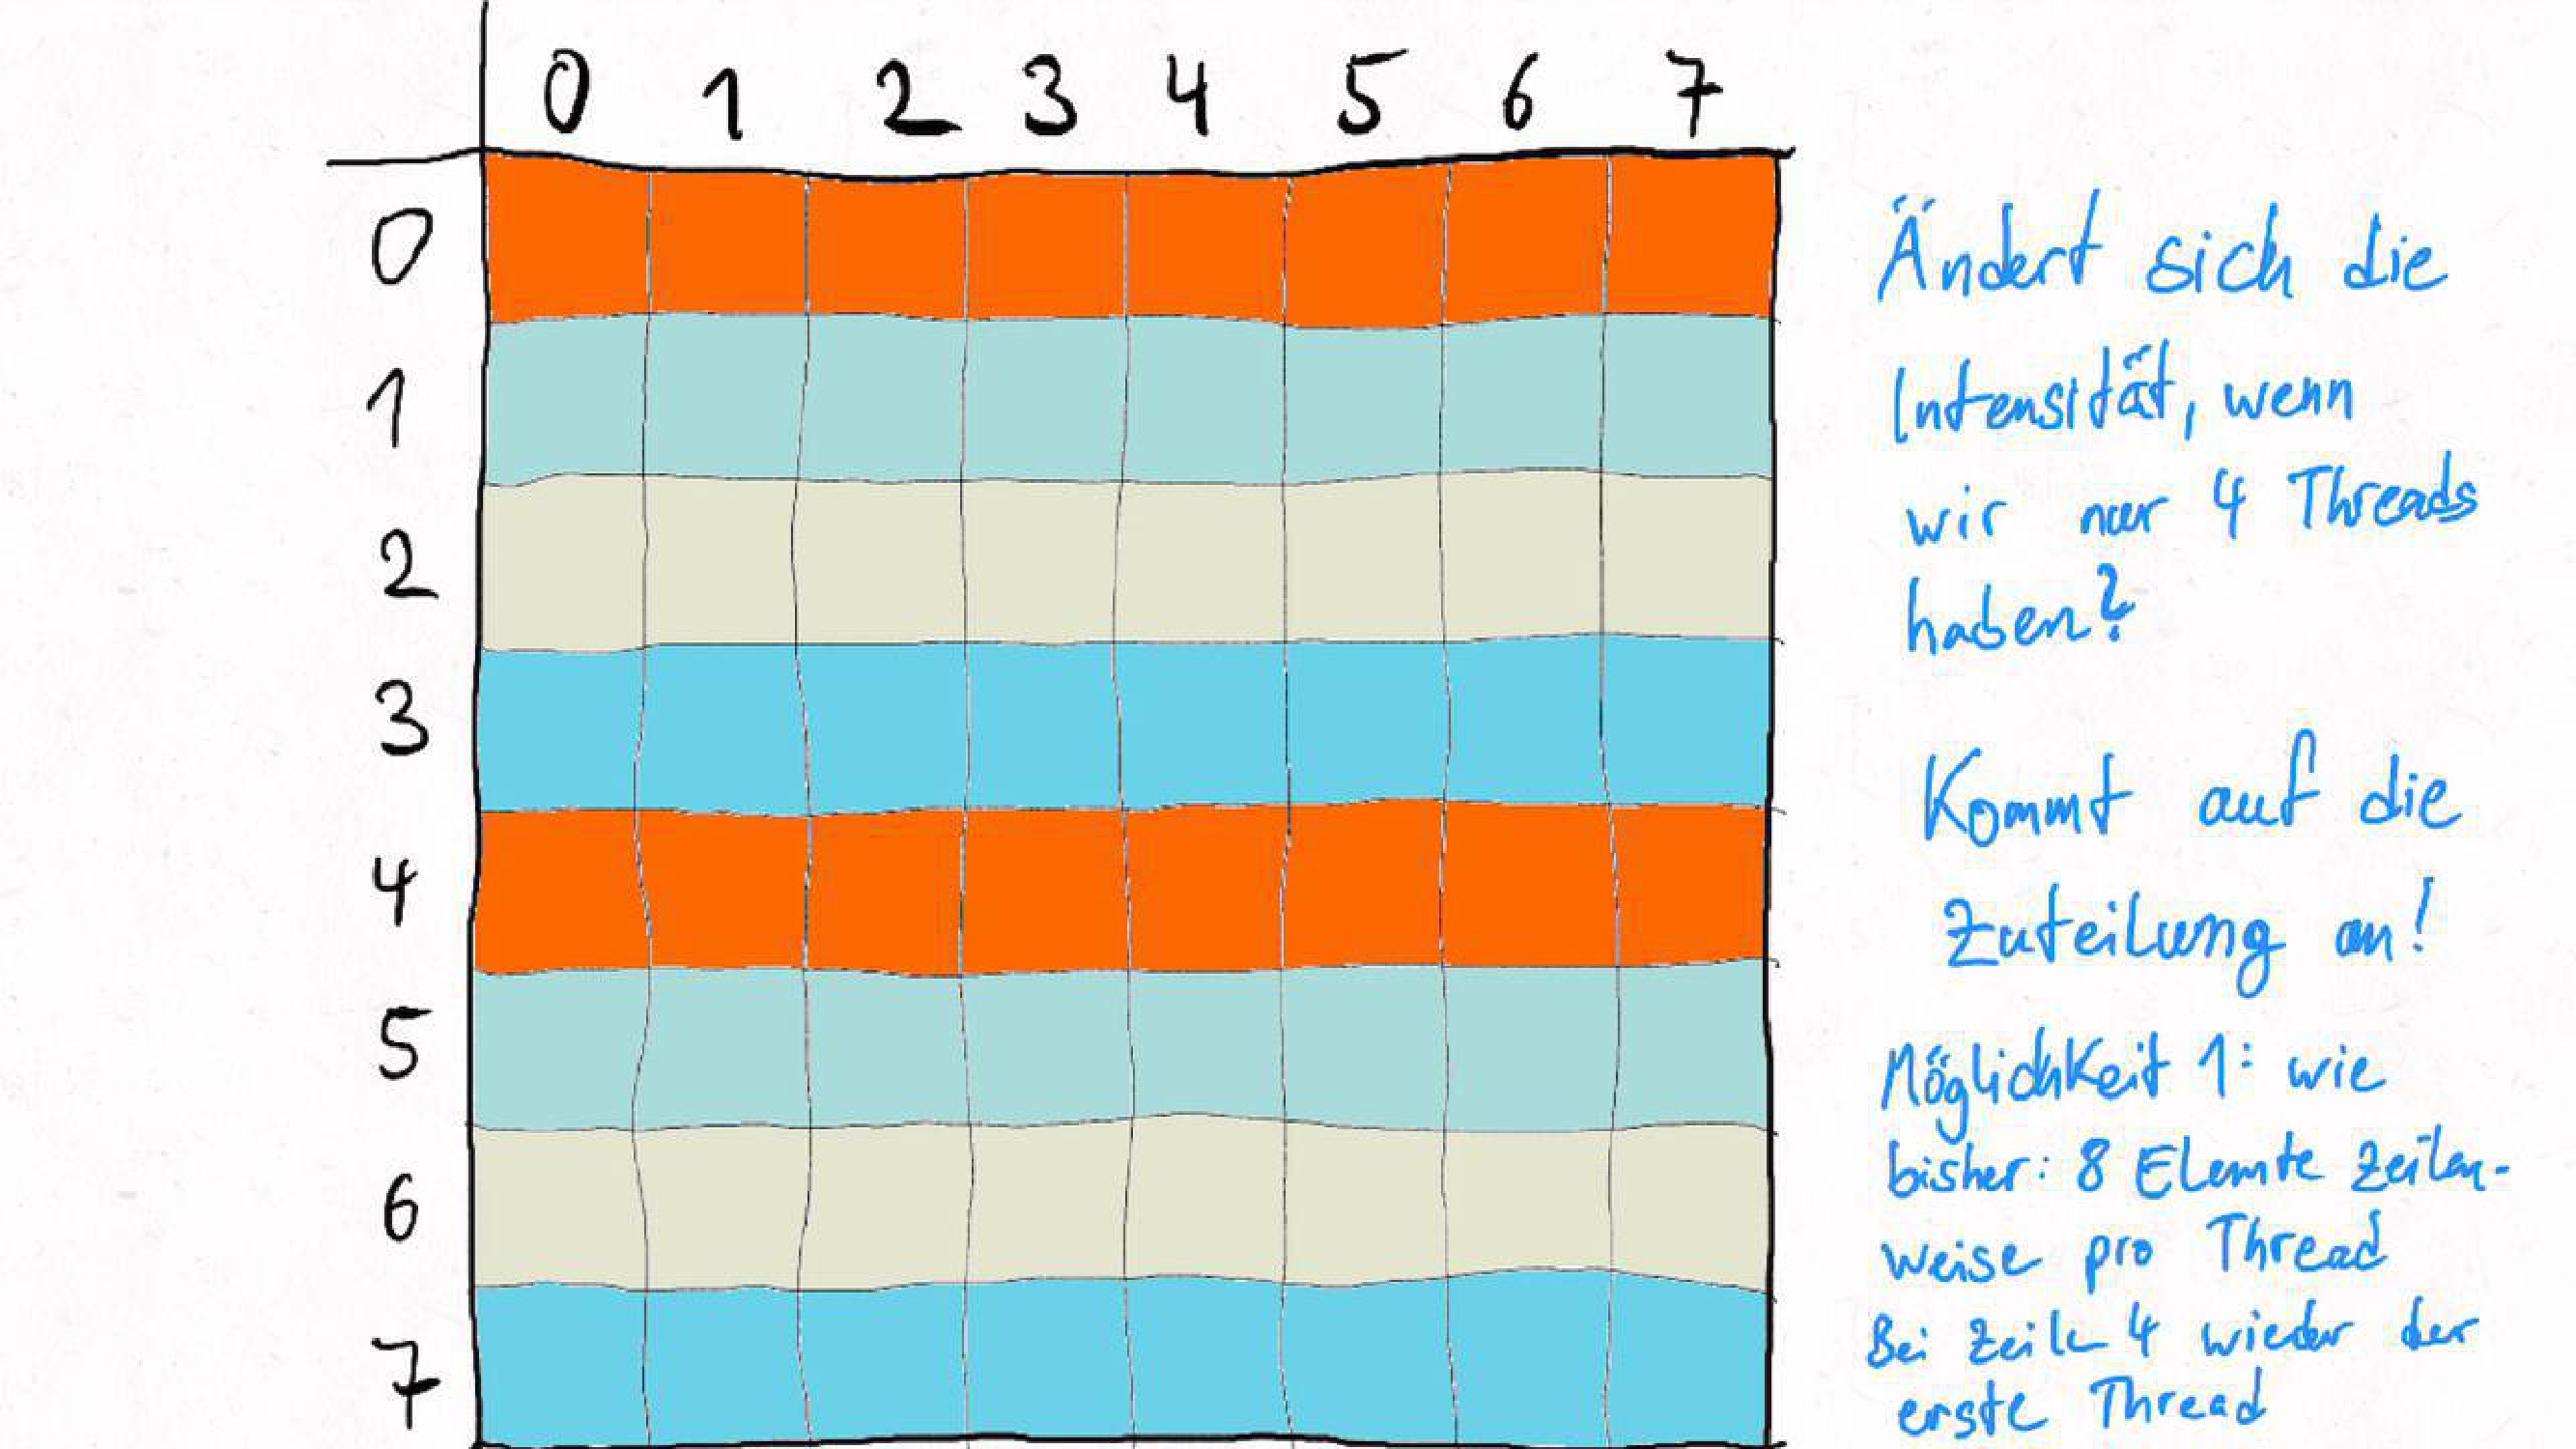 0 1 2 3 4 5 6 7
0
1
2
3
4
5
6
7
Ändert sich die
Intensität, wenn
wir nur 4 Threads
haben?
Kommt auf die
Zuteilung an!
Möglichkeit 1: wie
bisher: 8 Elemte zeilen-
weise pro Thread
Bei Zeile 4 wieder der
erste Thread